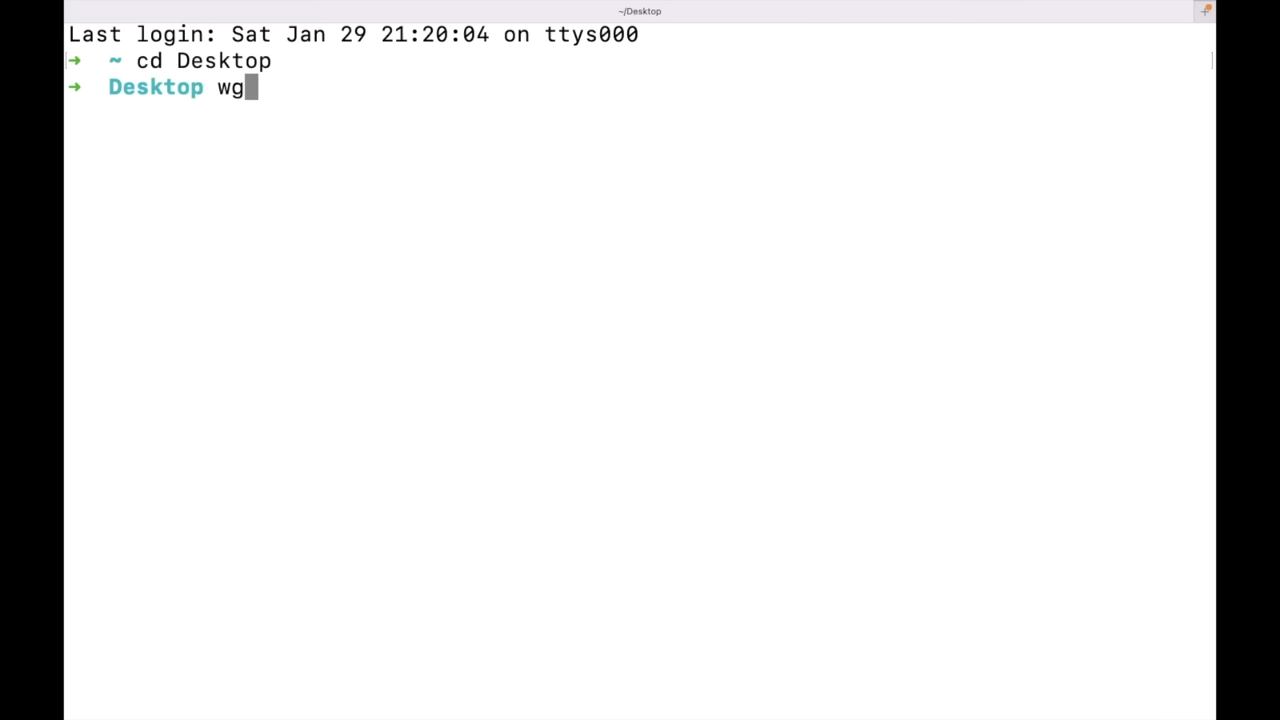 ~/Desktop
Last login: Sat Jan 29 21:20:04 on ttys000
➜ ~ cd Desktop
➜ Desktop wg